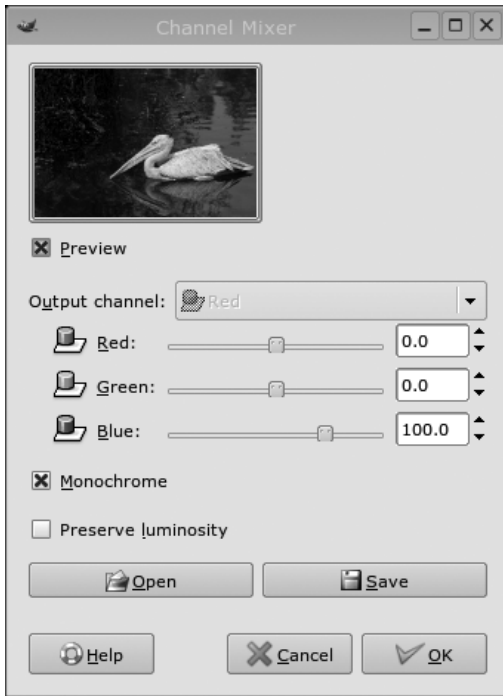 Channel Mixer
Preview
Output channel: Red
Red: 0.0
Green: 0.0
Blue: 100.0
Monochrome
Preserve luminosity
Open Save
Help Cancel OK